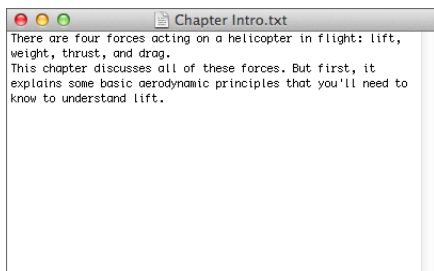 Chapter Intro.txt
There are four forces acting on a helicopter in flight: lift,
weight, thrust, and drag.
This chapter discusses all of these forces. But first, it
explains some basic aerodynamic principles that you'll need to
know to understand lift.